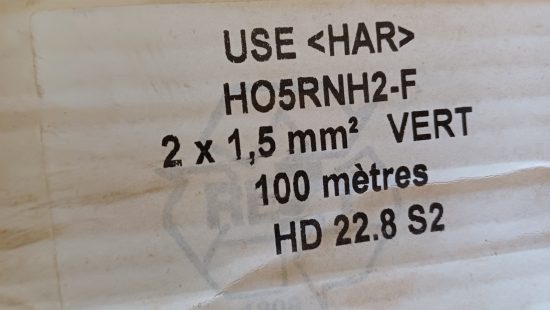 USE <HAR>
HO5RNH2-F
2 x 1,5 mm² VERT
100 mètres
HD 22.8 S2